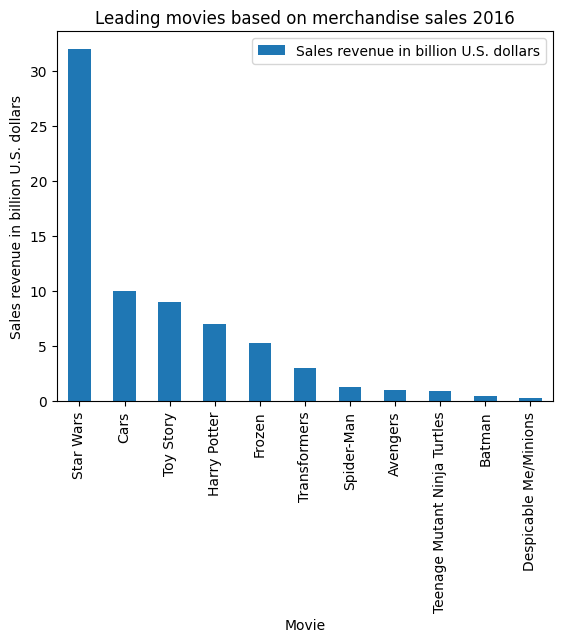 Leading movies based on merchandise sales 2016
Sales revenue in billion U.S. dollars
Sales revenue in billion U.S. dollars
30
25
20
15
10
5
0
Star Wars
Cars
Toy Story
Harry Potter
Frozen
Transformers
Spider-Man
Avengers
Teenage Mutant Ninja Turtles
Batman
Despicable Me/Minions
Movie